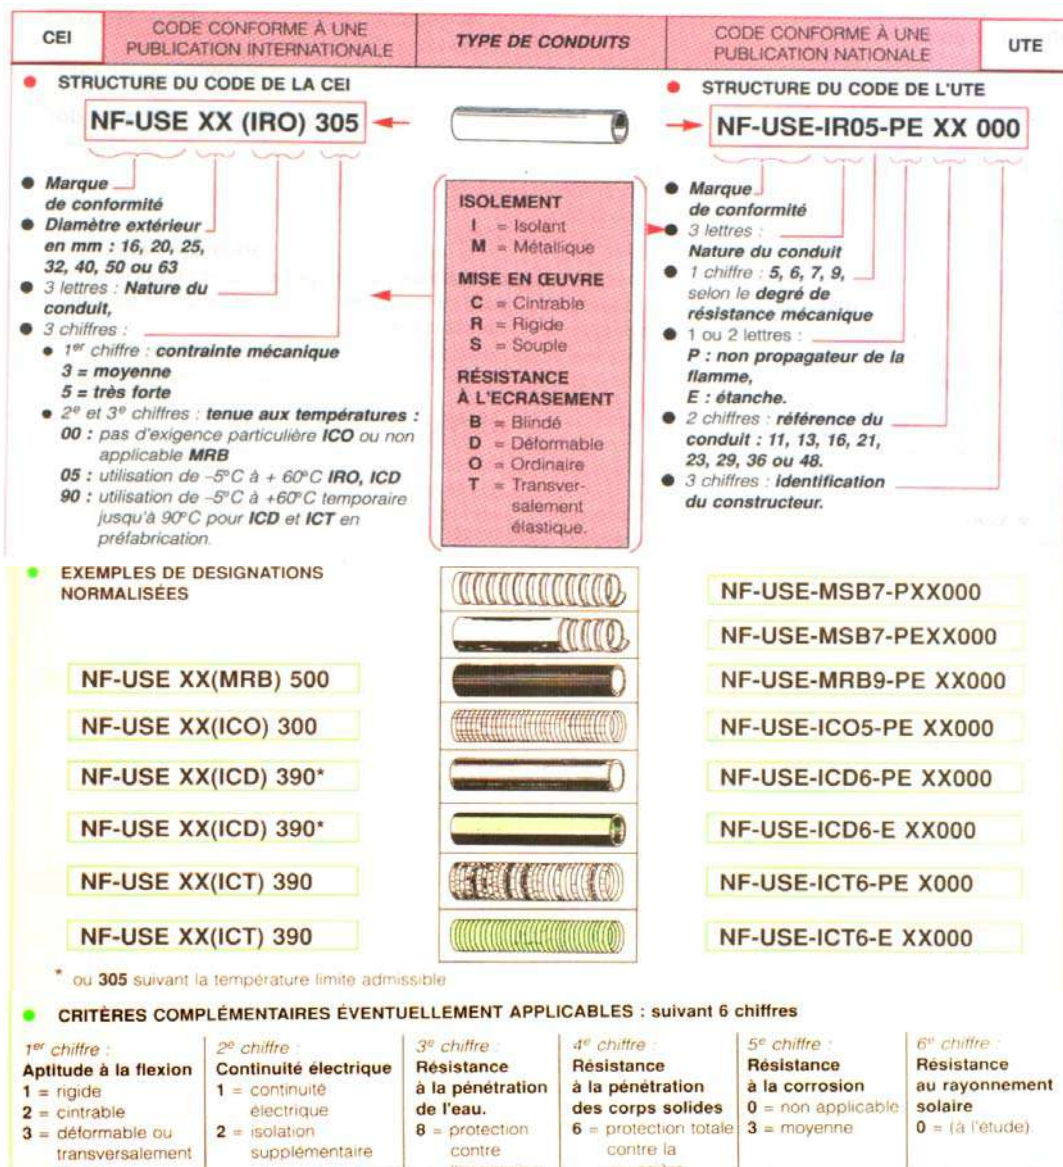 CEI
CODE CONFORME À UNE
PUBLICATION INTERNATIONALE
TYPE DE CONDUITS
CODE CONFORME À UNE
PUBLICATION NATIONALE
UTE
STRUCTURE DU CODE DE LA CEI
NF-USE XX (IRO) 305
Marque
de conformité
Diamètre extérieur
en mm : 16, 20, 25,
32, 40, 50 ou 63
3 lettres : Nature du
conduit,
3 chiffres :
1er chiffre : contrainte mécanique
3 = moyenne
5 = très forte
2e et 3e chiffres : tenue aux températures :
00 : pas d'exigence particulière ICO ou non
applicable MRB
05 : utilisation de –5°C à + 60°C IRO, ICD
90 : utilisation de –5°C à +60°C temporaire
jusqu'à 90°C pour ICD et ICT en
préfabrication.
ISOLEMENT
I = Isolant
M = Métallique
MISE EN ŒUVRE
C = Cintrable
R = Rigide
S = Souple
RÉSISTANCE
À L'ECRASEMENT
B = Blindé
D = Déformable
O = Ordinaire
T = Transver-
salement
élastique.
STRUCTURE DU CODE DE L'UTE
NF-USE-IR05-PE XX 000
Marque
de conformité
3 lettres :
Nature du conduit
1 chiffre : 5, 6, 7, 9,
selon le degré de
résistance mécanique
1 ou 2 lettres :
P : non propagateur de la
flamme,
E : étanche.
2 chiffres : référence du
conduit : 11, 13, 16, 21,
23, 29, 36 ou 48.
3 chiffres : identification
du constructeur.
EXEMPLES DE DESIGNATIONS
NORMALISÉES
NF-USE-MSB7-PXX000
NF-USE-MSB7-PEXX000
NF-USE XX(MRB) 500
NF-USE-MRB9-PE XX000
NF-USE XX(ICO) 300
NF-USE-ICO5-PE XX000
NF-USE XX(ICD) 390*
NF-USE-ICD6-PE XX000
NF-USE XX(ICD) 390*
NF-USE-ICD6-E XX000
NF-USE XX(ICT) 390
NF-USE-ICT6-PE X000
NF-USE XX(ICT) 390
NF-USE-ICT6-E XX000
* ou 305 suivant la température limite admissible
CRITÈRES COMPLÉMENTAIRES ÉVENTUELLEMENT APPLICABLES : suivant 6 chiffres
1er chiffre :
Aptitude à la flexion
1 = rigide
2 = cintrable
3 = déformable ou
transversalement
2e chiffre :
Continuité électrique
1 = continuité
électrique
2 = isolation
supplémentaire
3e chiffre :
Résistance
à la pénétration
de l'eau.
8 = protection
contre
4e chiffre :
Résistance
à la pénétration
des corps solides
6 = protection totale
contre la
5e chiffre :
Résistance
à la corrosion
0 = non applicable
3 = moyenne
6e chiffre :
Résistance
au rayonnement
solaire
0 = (à l'étude).